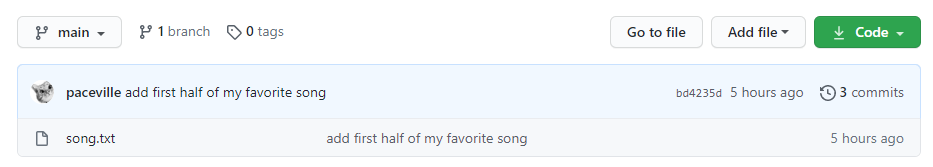 main 1 branch 0 tags Go to file Add file Code
paceville add first half of my favorite song bd4235d 5 hours ago 3 commits
song.txt add first half of my favorite song 5 hours ago